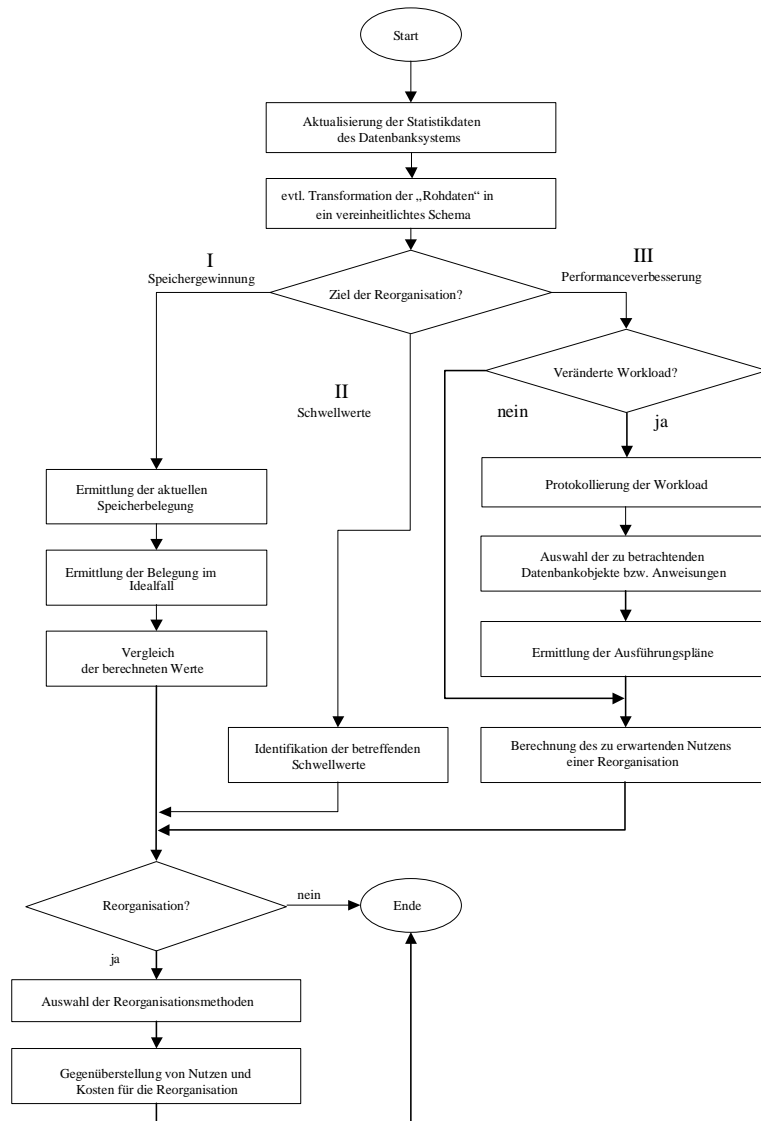 Start
Aktualisierung der Statistikdaten
des Datenbanksystems
evtl. Transformation der „Rohdaten“ in
ein vereinheitlichtes Schema
I
Speichergewinnung
III
Performanceverbesserung
Ziel der Reorganisation?
Veränderte Workload?
II
Schwellwerte
nein
ja
Ermittlung der aktuellen
Speicherbelegung
Protokollierung der Workload
Ermittlung der Belegung im
Idealfall
Auswahl der zu betrachtenden
Datenbankobjekte bzw. Anweisungen
Vergleich
der berechneten Werte
Ermittlung der Ausführungspläne
Identifikation der betreffenden
Schwellwerte
Berechnung des zu erwartenden Nutzens
einer Reorganisation
Reorganisation?
nein
Ende
ja
Auswahl der Reorganisationsmethoden
Gegenüberstellung von Nutzen und
Kosten für die Reorganisation